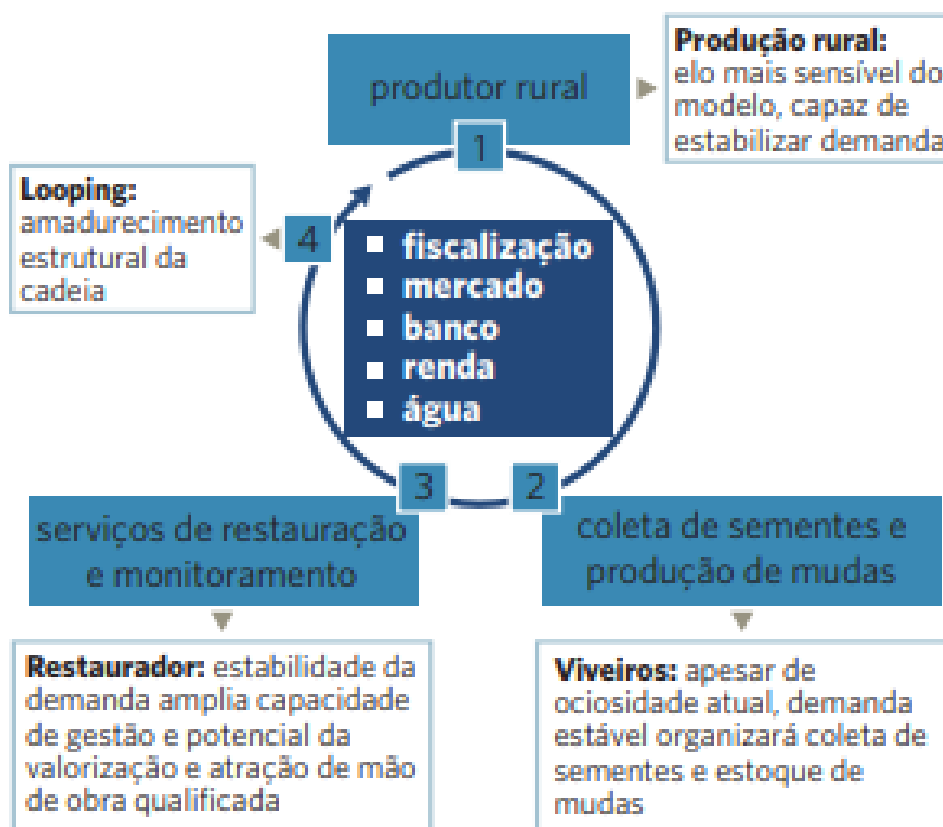 produtor rural
1
Produção rural:
elo mais sensível do
modelo, capaz de
estabilizar demanda
Looping:
amadurecimento
estrutural da
cadeia
4
fiscalização
mercado
banco
renda
água
3
2
serviços de restauração
e monitoramento
coleta de sementes e
produção de mudas
Restaurador: estabilidade da
demanda amplia capacidade
de gestão e potencial da
valorização e atração de mão
de obra qualificada
Viveiros: apesar de
ociosidade atual, demanda
estável organizará coleta de
sementes e estoque de
mudas